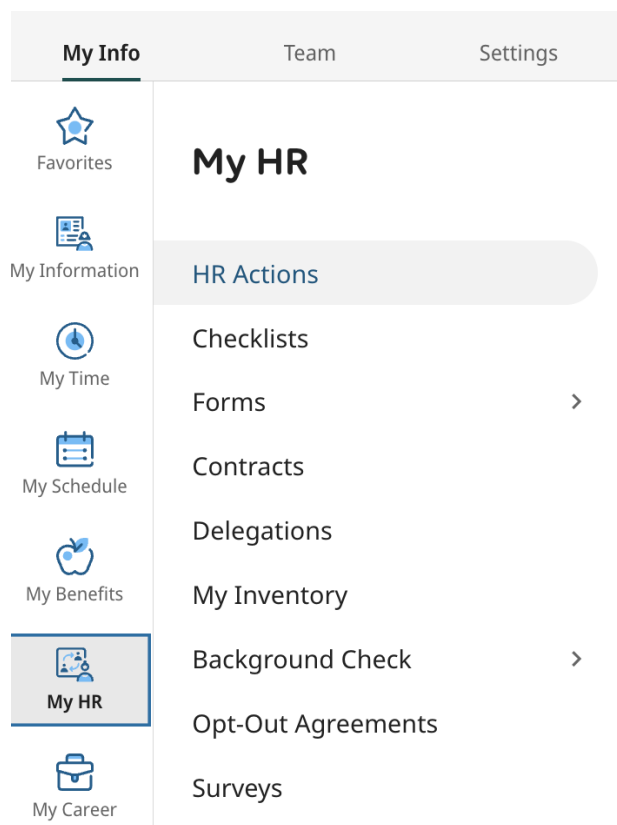 My Info
Team
Settings
Favorites
My Information
My Time
My Schedule
My Benefits
My HR
My Career
My HR
HR Actions
Checklists
Forms
Contracts
Delegations
My Inventory
Background Check
Opt-Out Agreements
Surveys